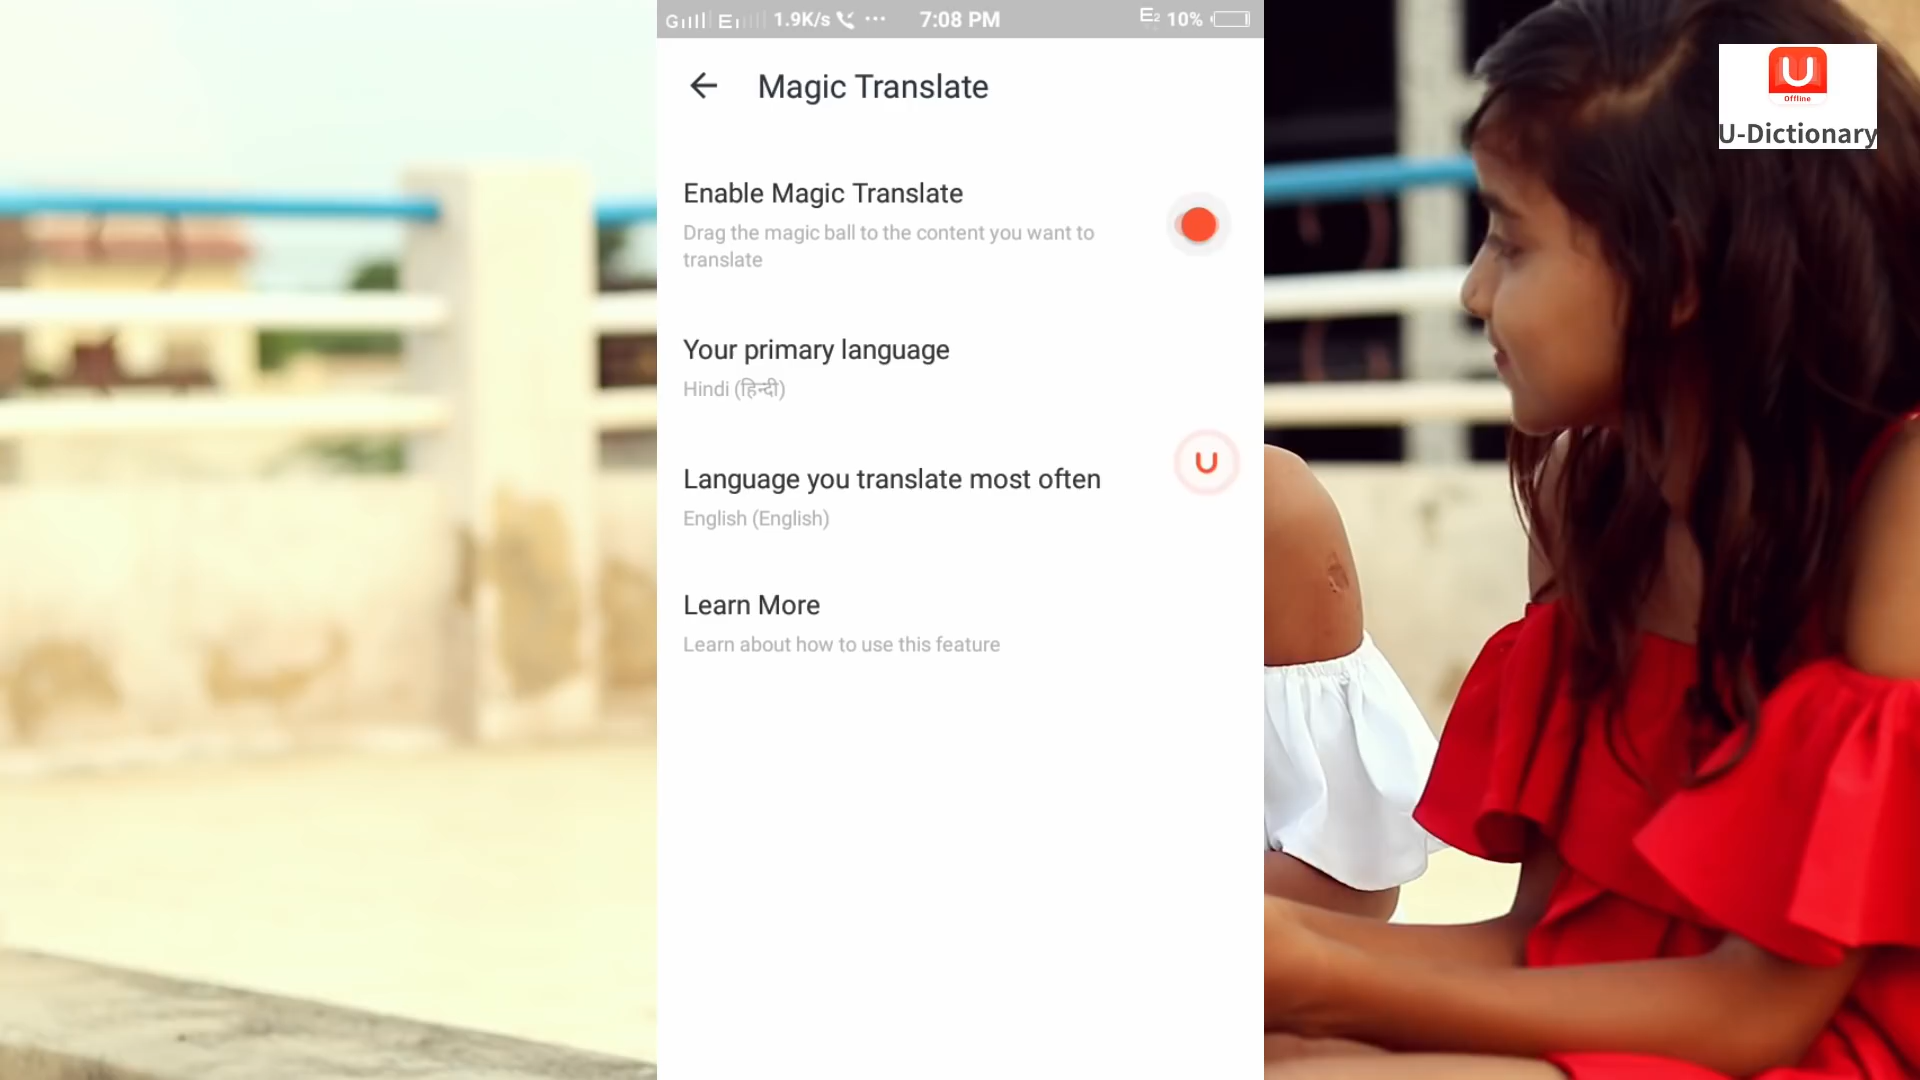 G E 1.9K/s ... 7:08 PM E2 10%
Magic Translate
Enable Magic Translate
Drag the magic ball to the content you want to
translate
Your primary language
Hindi (हिन्दी)
Language you translate most often
English (English)
Learn More
Learn about how to use this feature
U
U
Offline
U-Dictionary